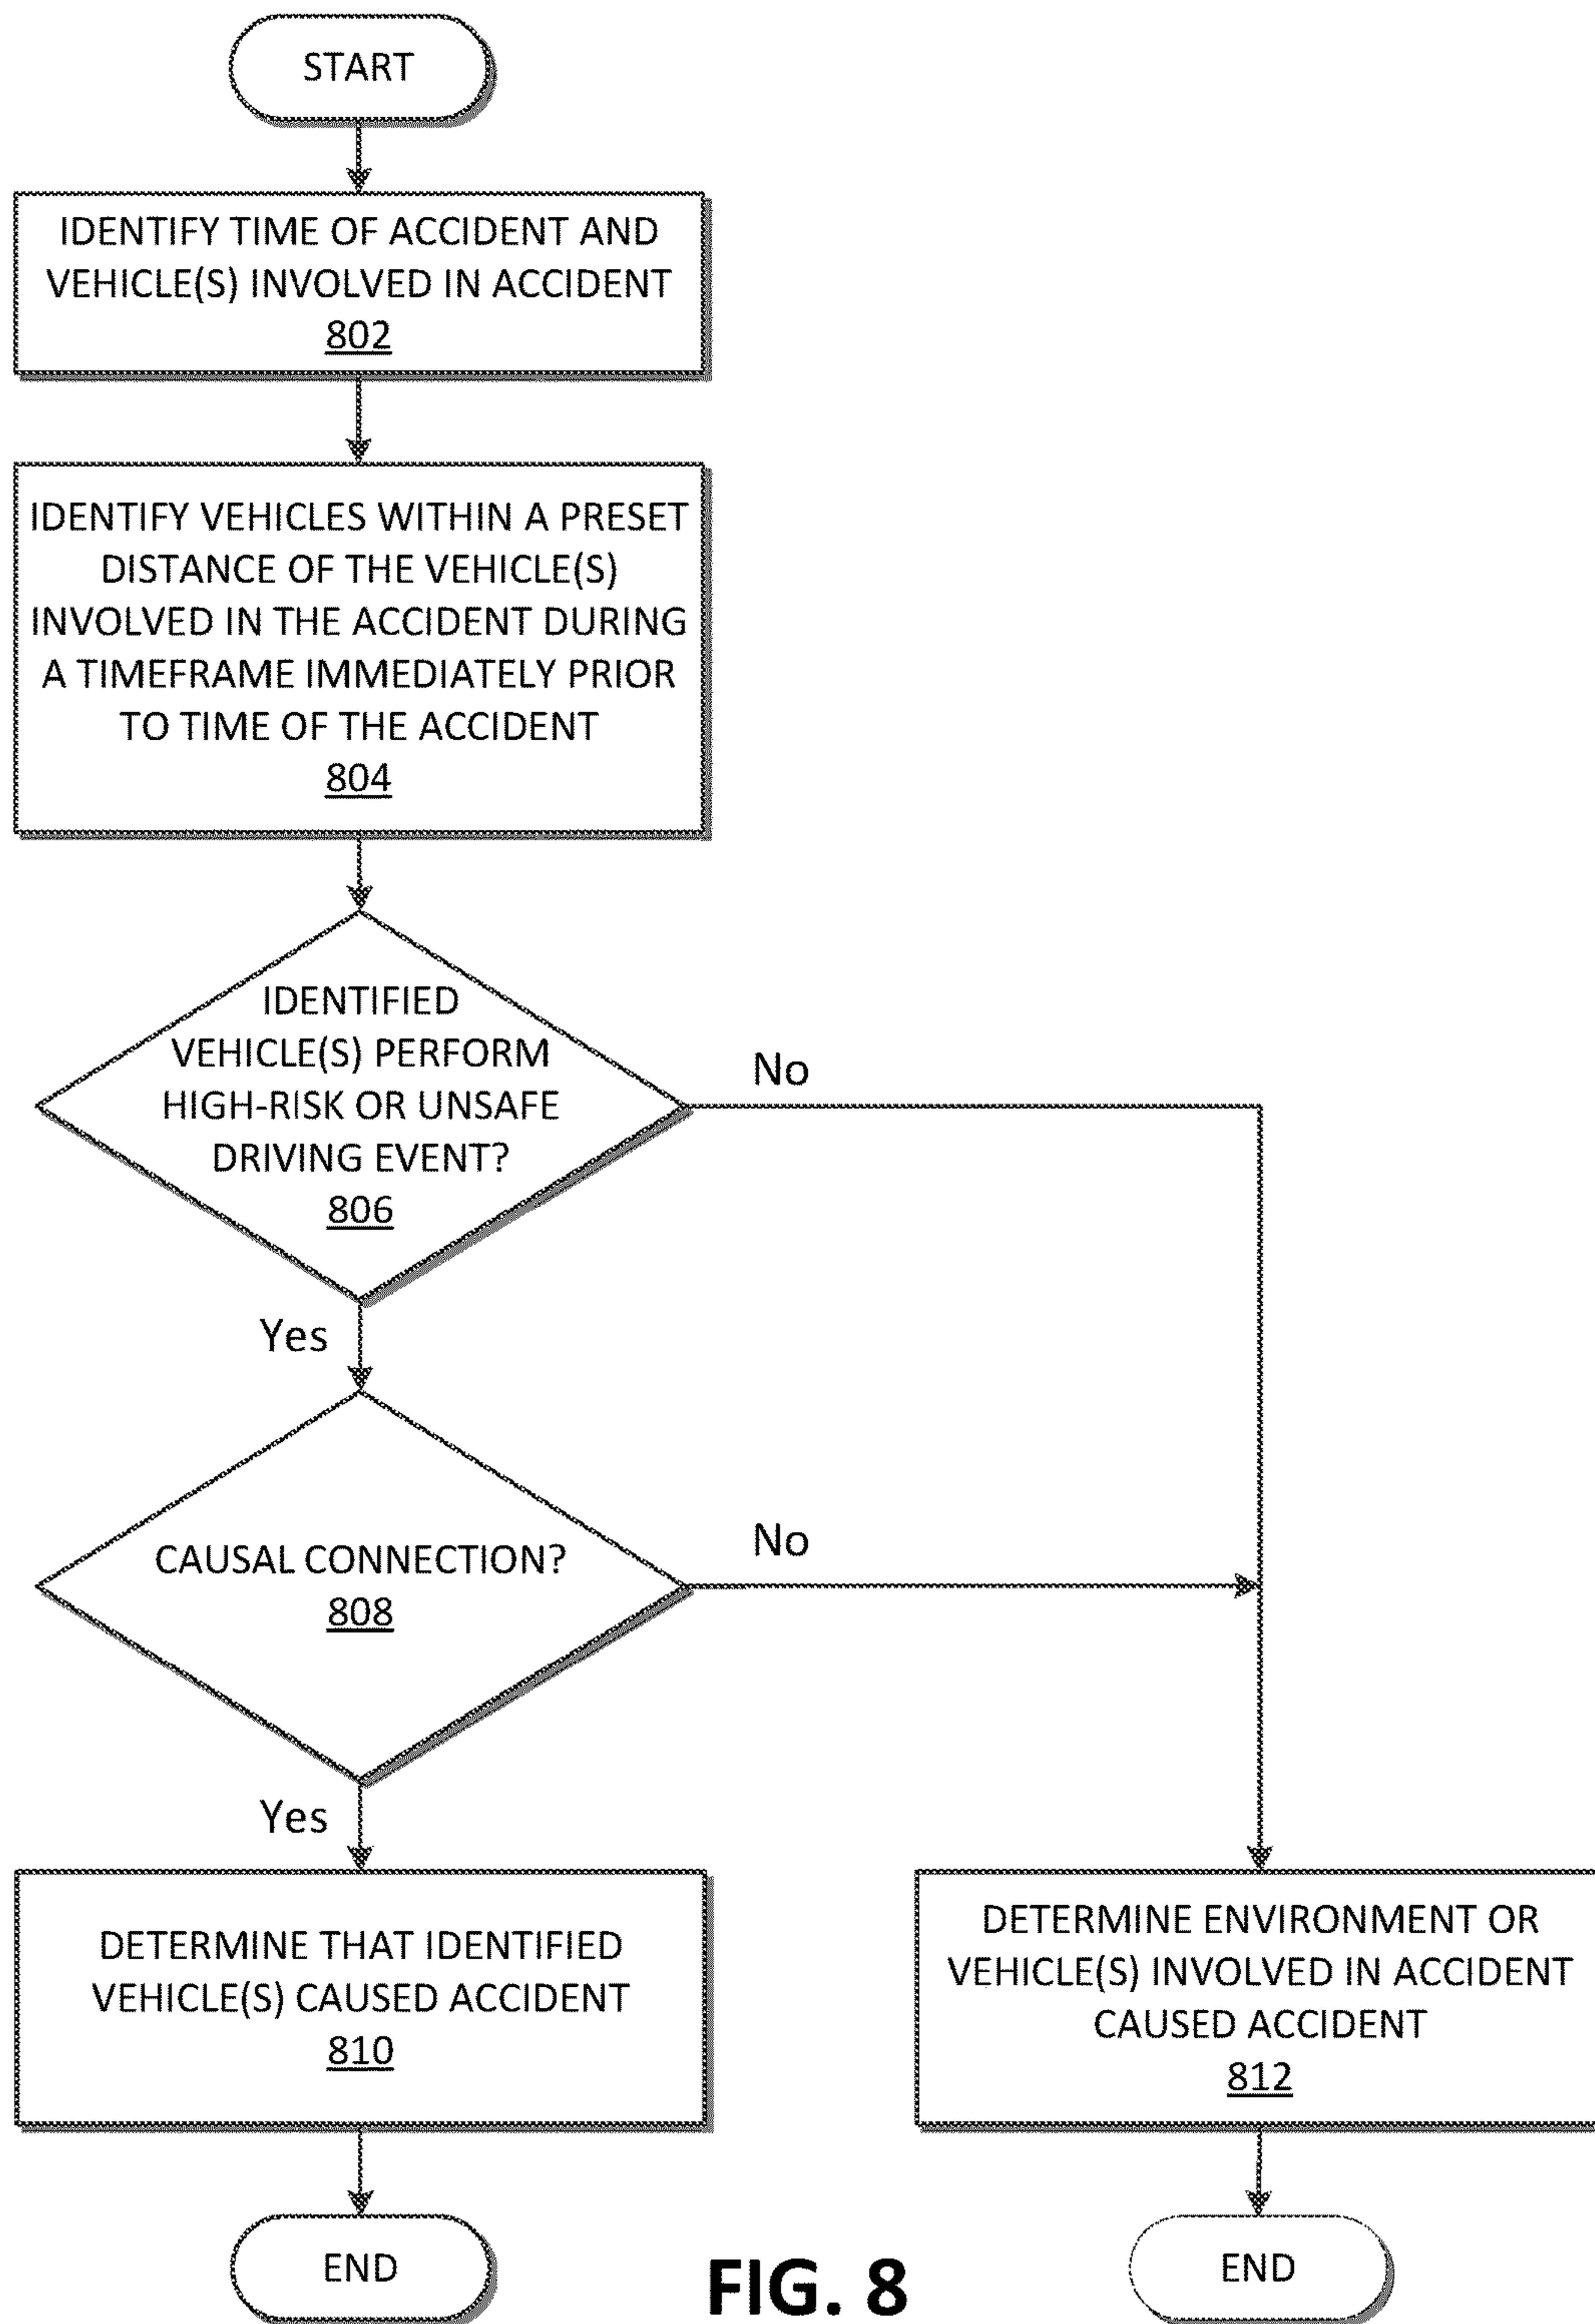 START
IDENTIFY TIME OF ACCIDENT AND
VEHICLE(S) INVOLVED IN ACCIDENT
802
IDENTIFY VEHICLES WITHIN A PRESET
DISTANCE OF THE VEHICLE(S)
INVOLVED IN THE ACCIDENT DURING
A TIMEFRAME IMMEDIATELY PRIOR
TO TIME OF THE ACCIDENT
804
IDENTIFIED
VEHICLE(S) PERFORM
HIGH-RISK OR UNSAFE
DRIVING EVENT?
806
No
Yes
CAUSAL CONNECTION?
808
No
Yes
DETERMINE THAT IDENTIFIED
VEHICLE(S) CAUSED ACCIDENT
810
DETERMINE ENVIRONMENT OR
VEHICLE(S) INVOLVED IN ACCIDENT
CAUSED ACCIDENT
812
END
END
FIG. 8